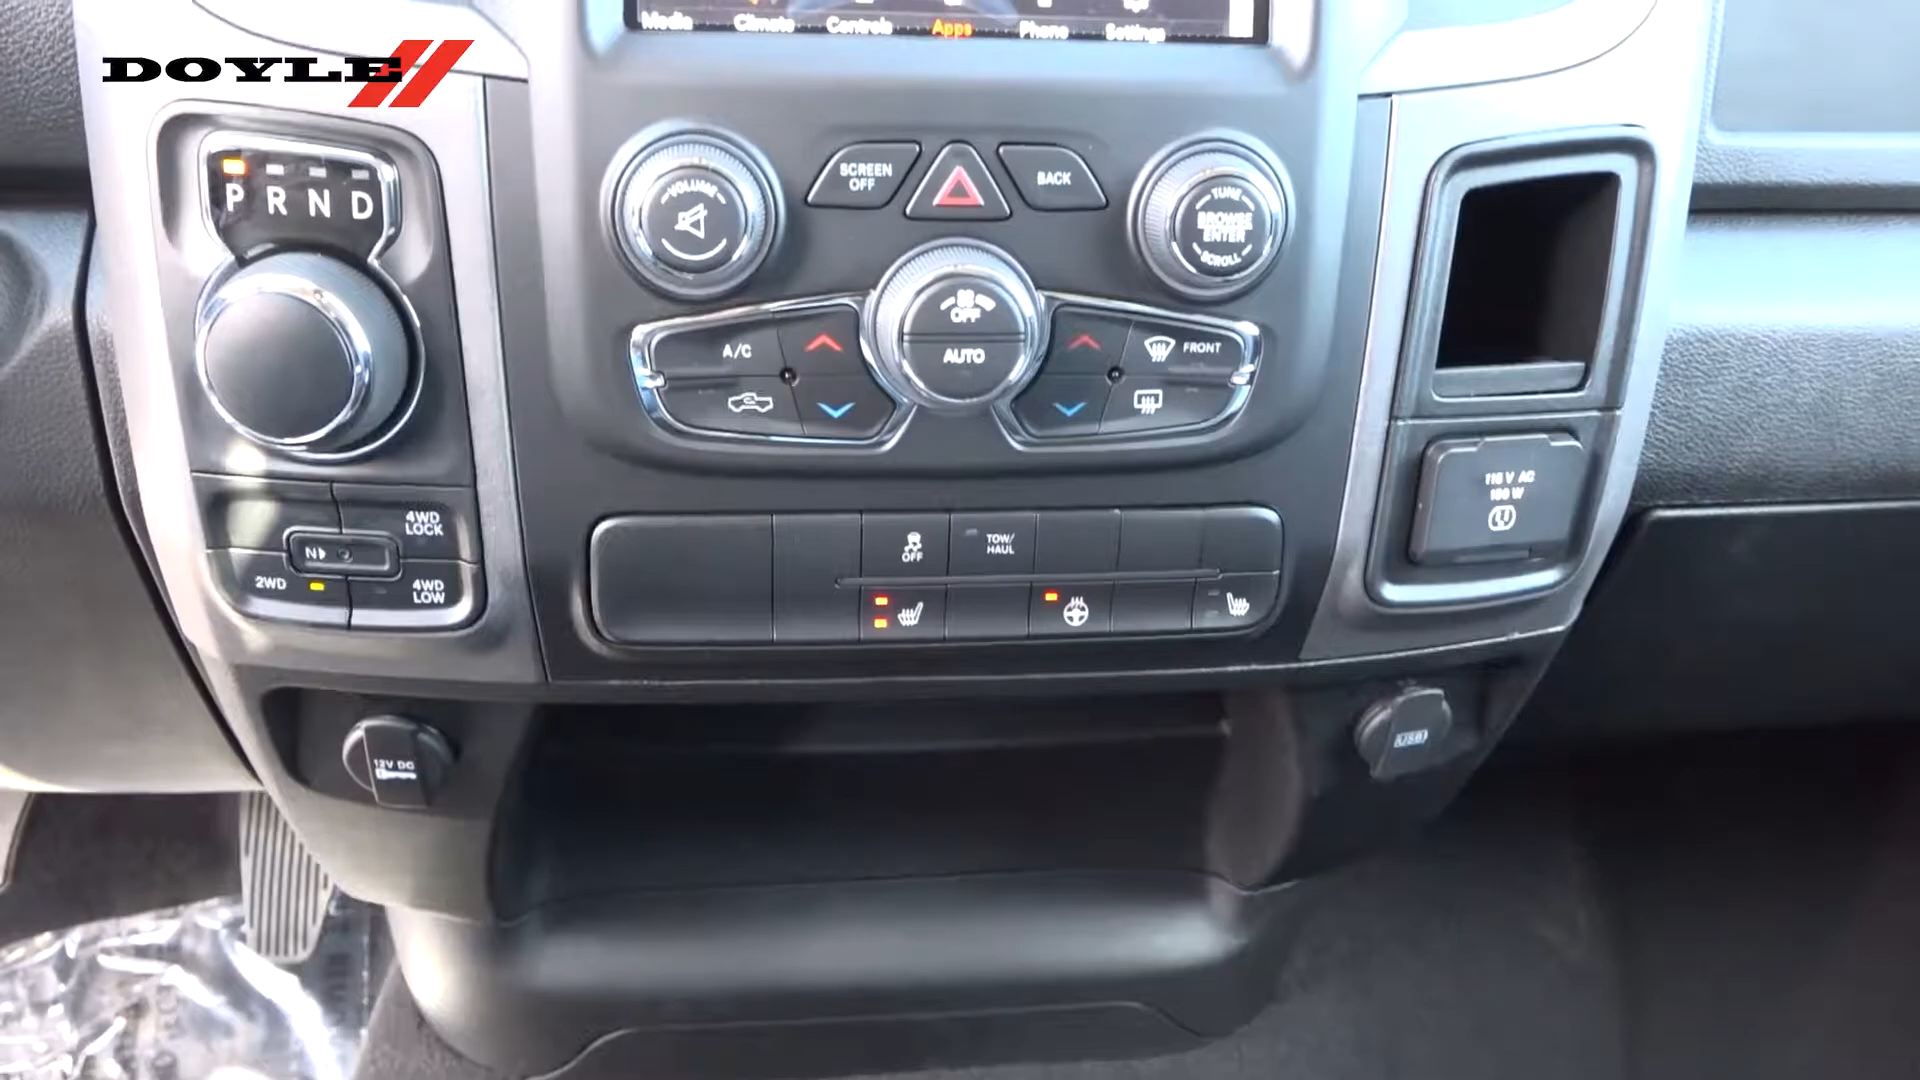 DOYLE
Media Climate Controls Apps Phone Settings
P R N D
VOLUME
SCREEN
OFF
BACK
TUNE
BROWSE
ENTER
SCROLL
OFF
AUTO
A/C
FRONT
115 V AC
150 W
4WD
LOCK
N
2WD
4WD
LOW
OFF
TOW/
HAUL
12V DC
USB